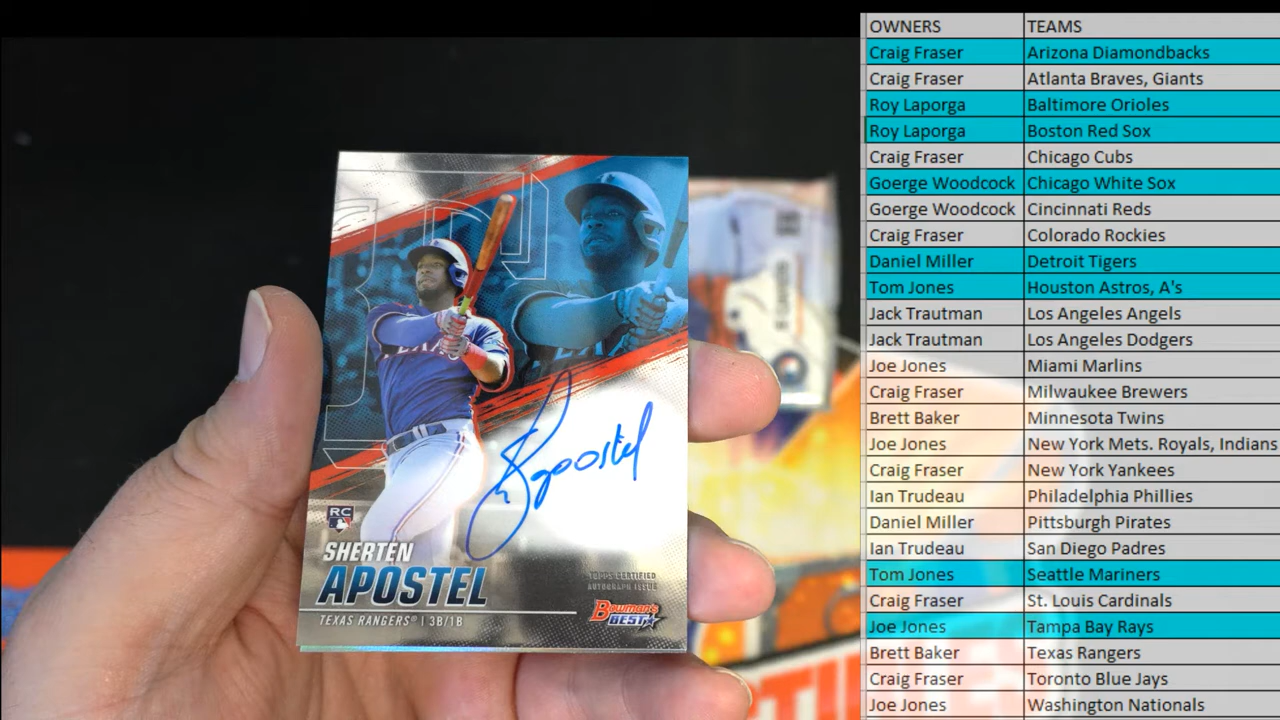 TEXAS
Apostel
RC
SHERTEN
APOSTEL
TEXAS RANGERS® | 3B/1B
TOPPS CERTIFIED
AUTOGRAPH ISSUE
BOWMAN'S
BEST
OWNERS TEAMS
Craig Fraser Arizona Diamondbacks
Craig Fraser Atlanta Braves, Giants
Roy Laporga Baltimore Orioles
Roy Laporga Boston Red Sox
Craig Fraser Chicago Cubs
Goerge Woodcock Chicago White Sox
Goerge Woodcock Cincinnati Reds
Craig Fraser Colorado Rockies
Daniel Miller Detroit Tigers
Tom Jones Houston Astros, A's
Jack Trautman Los Angeles Angels
Jack Trautman Los Angeles Dodgers
Joe Jones Miami Marlins
Craig Fraser Milwaukee Brewers
Brett Baker Minnesota Twins
Joe Jones New York Mets. Royals, Indians
Craig Fraser New York Yankees
Ian Trudeau Philadelphia Phillies
Daniel Miller Pittsburgh Pirates
Ian Trudeau San Diego Padres
Tom Jones Seattle Mariners
Craig Fraser St. Louis Cardinals
Joe Jones Tampa Bay Rays
Brett Baker Texas Rangers
Craig Fraser Toronto Blue Jays
Joe Jones Washington Nationals